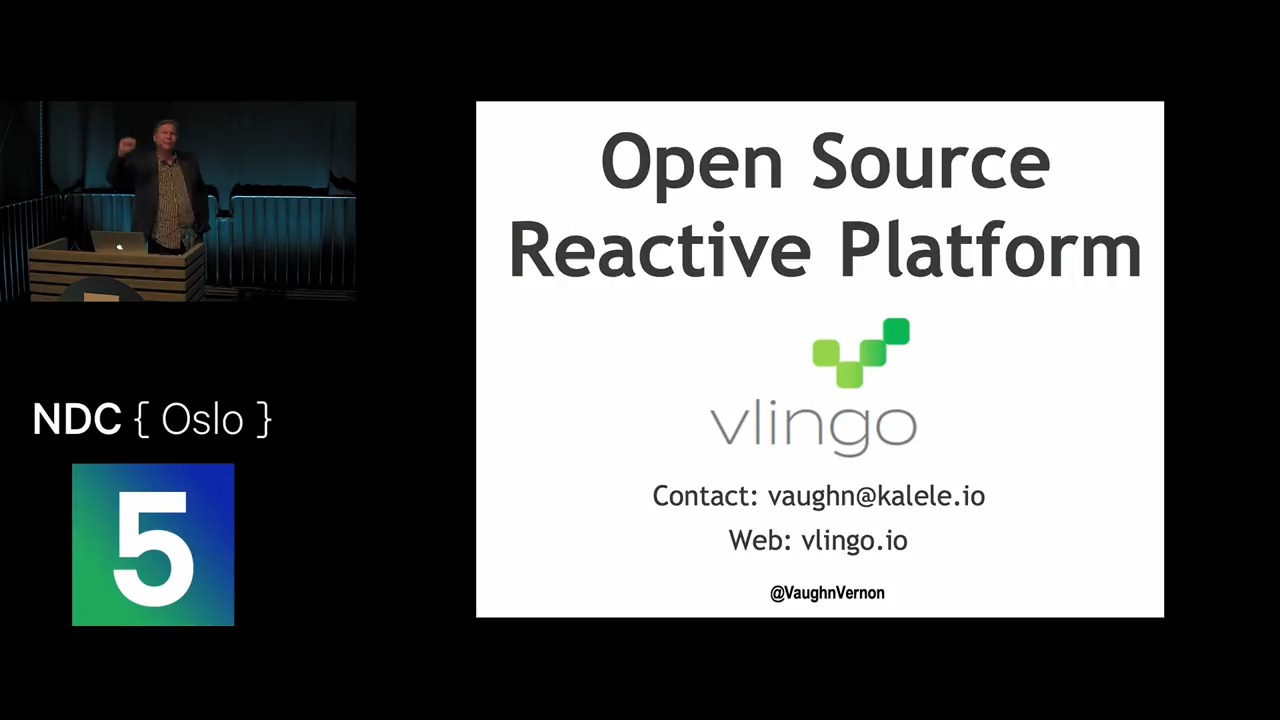 Open Source
Reactive Platform
vlingo
Contact: vaughn@kalele.io
Web: vlingo.io
@VaughnVernon
NDC { Oslo }
5